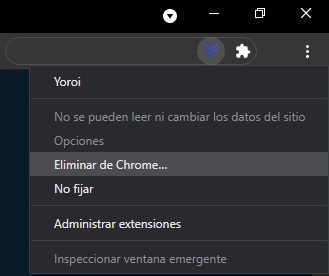 Yoroi
No se pueden leer ni cambiar los datos del sitio
Opciones
Eliminar de Chrome...
No fijar
Administrar extensiones
Inspeccionar ventana emergente